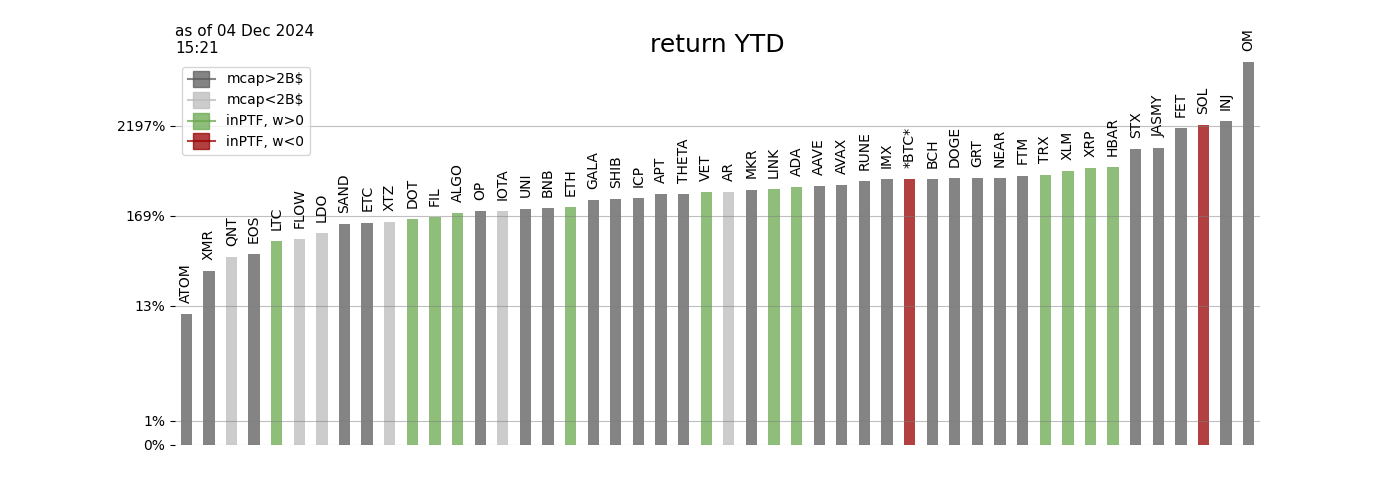 as of 04 Dec 2024
15:21
return YTD
mcap>2B$
mcap<2B$
inPTF, w>0
inPTF, w<0
2197%
169%
13%
1%
0%
ATOM
XMR
QNT
EOS
LTC
FLOW
LDO
SAND
ETC
XTZ
DOT
FIL
ALGO
OP
IOTA
UNI
BNB
ETH
GALA
SHIB
ICP
APT
THETA
VET
AR
MKR
LINK
ADA
AAVE
AVAX
RUNE
IMX
*BTC*
BCH
DOGE
GRT
NEAR
FTM
TRX
XLM
XRP
HBAR
STX
JASMY
FET
SOL
INJ
OM